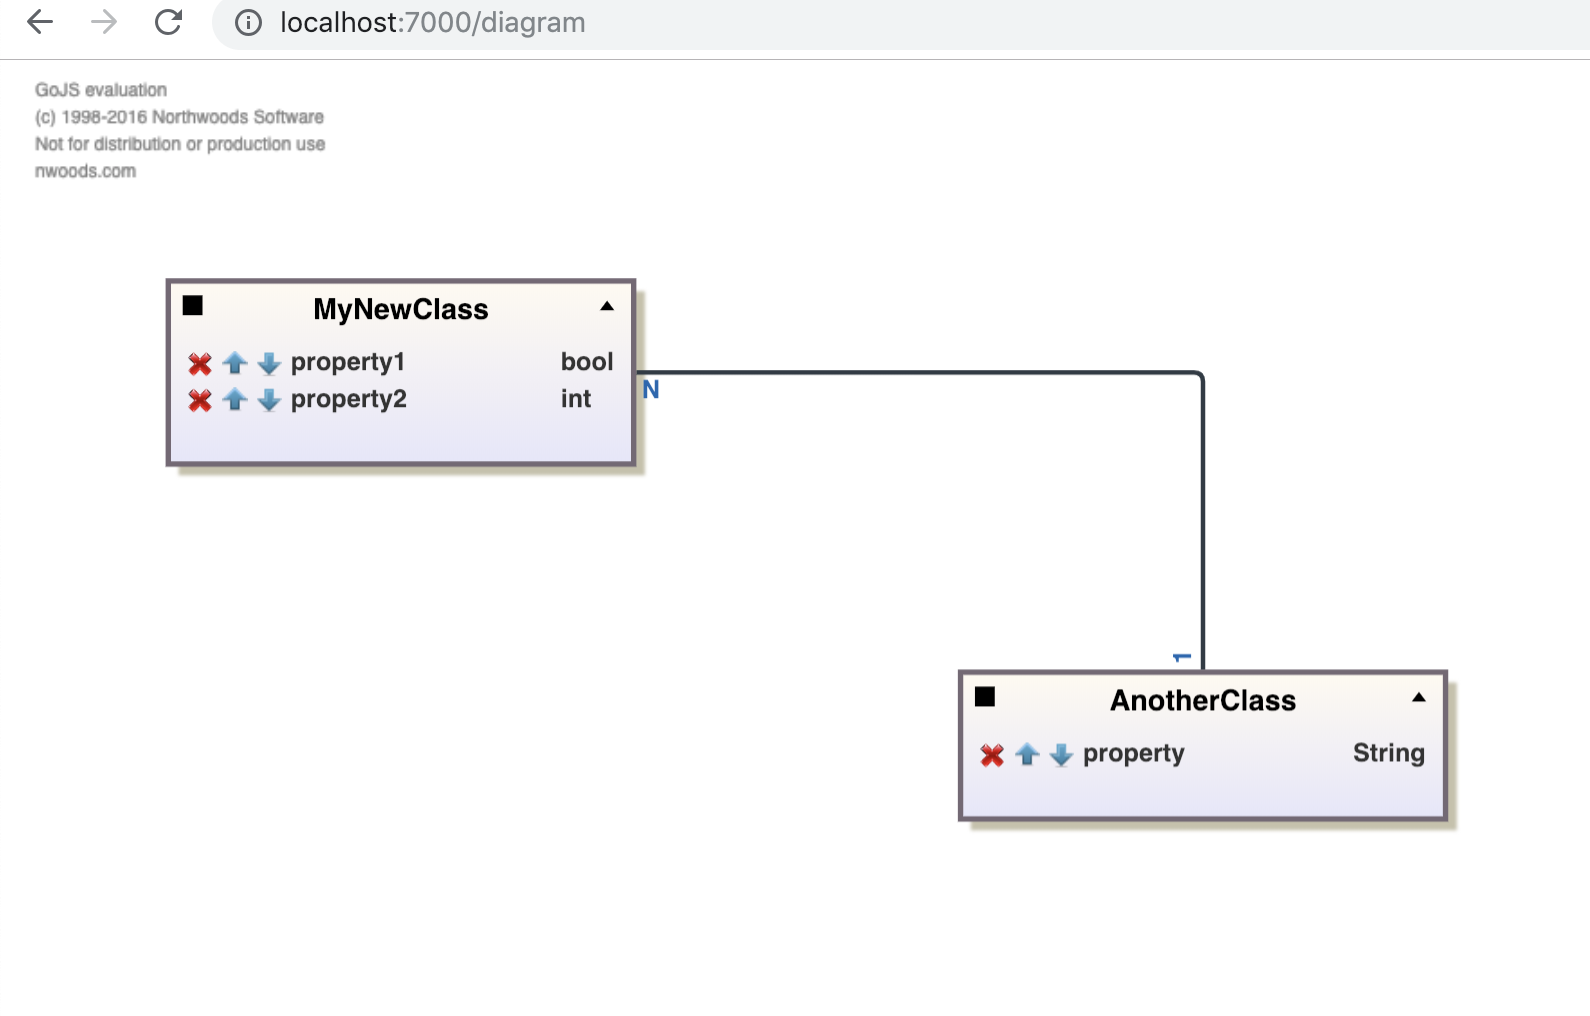 localhost:7000/diagram
GoJS evaluation
(c) 1998-2016 Northwoods Software
Not for distribution or production use
nwoods.com
MyNewClass
property1 bool
property2 int
N
1
AnotherClass
property String